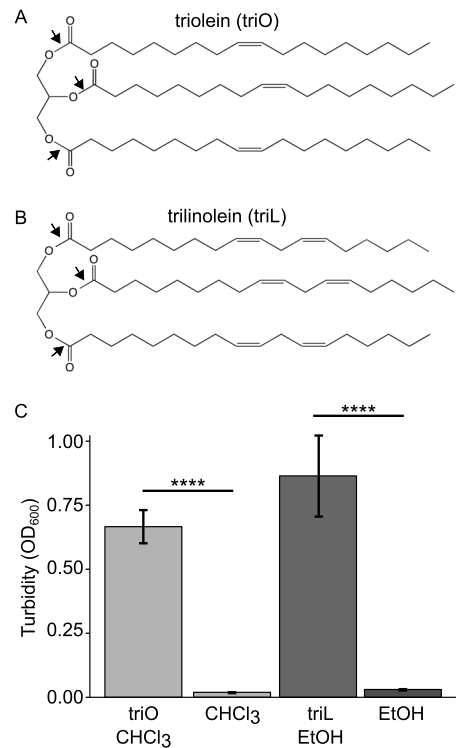 A
triolein (triO)
O
O
O
O
O
O
B
trilinolein (triL)
O
O
O
O
O
O
C
****
****
1.00
0.75
0.50
0.25
0.00
Turbidity (OD600)
triO CHCl3 triL EtOH
CHCl3 EtOH